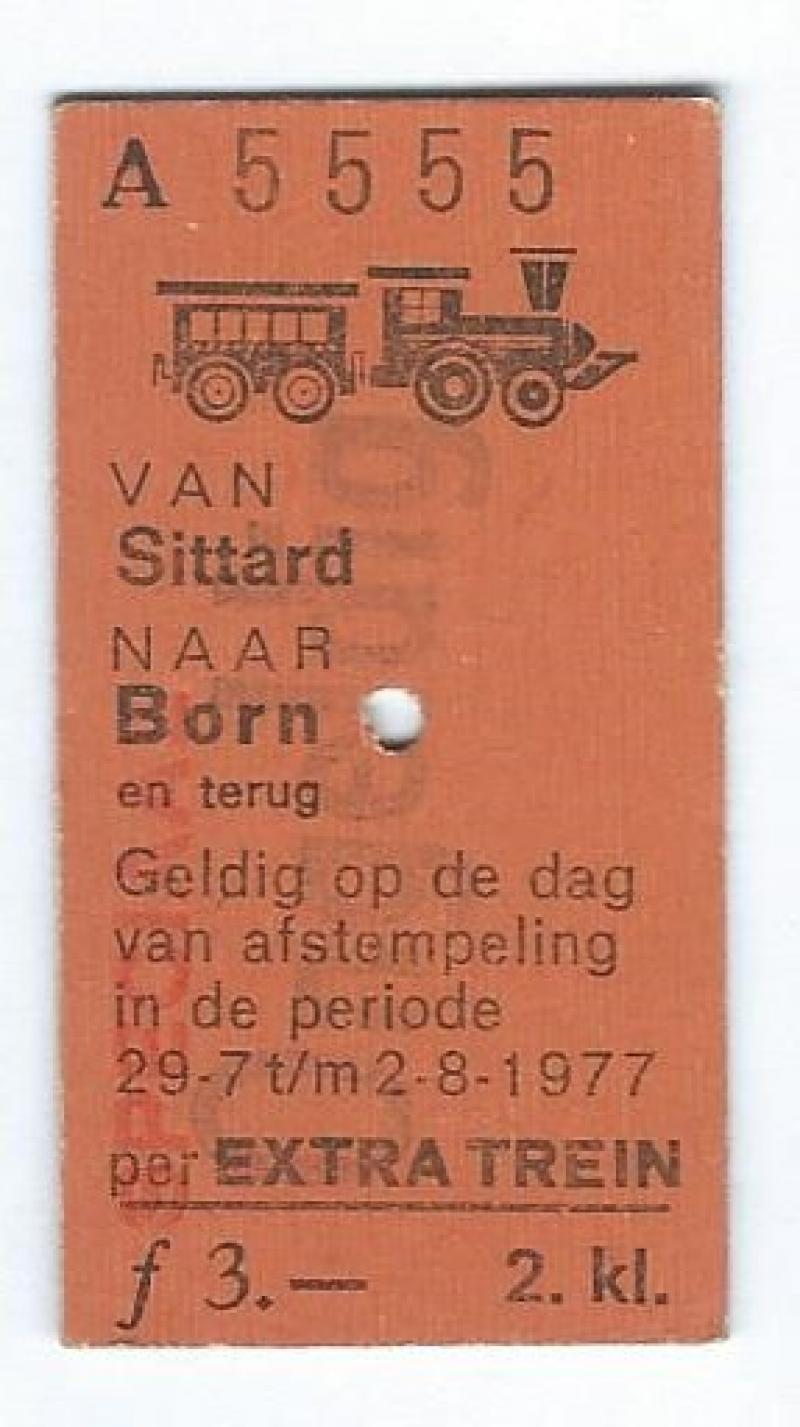 A 5555
VAN
Sittard
NAAR
Born
en terug
Geldig op de dag
van afstempeling
in de periode
29-7 t/m 2-8-1977
per EXTRA TREIN
f 3.— 2. kl.